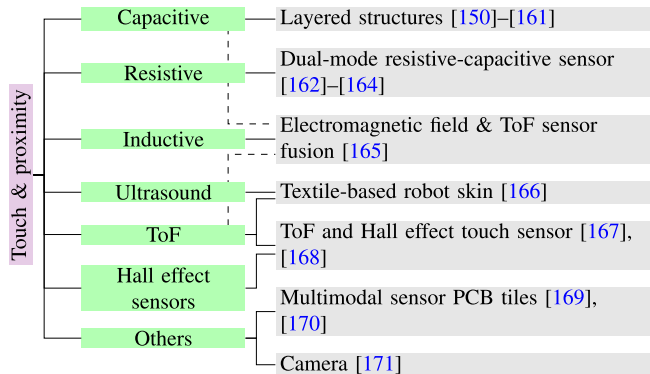 Touch & proximity
Capacitive
Layered structures [150]–[161]
Resistive
Dual-mode resistive-capacitive sensor
[162]–[164]
Inductive
Electromagnetic field & ToF sensor
fusion [165]
Ultrasound
Textile-based robot skin [166]
ToF
ToF and Hall effect touch sensor [167],
[168]
Hall effect
sensors
Multimodal sensor PCB tiles [169],
[170]
Others
Camera [171]